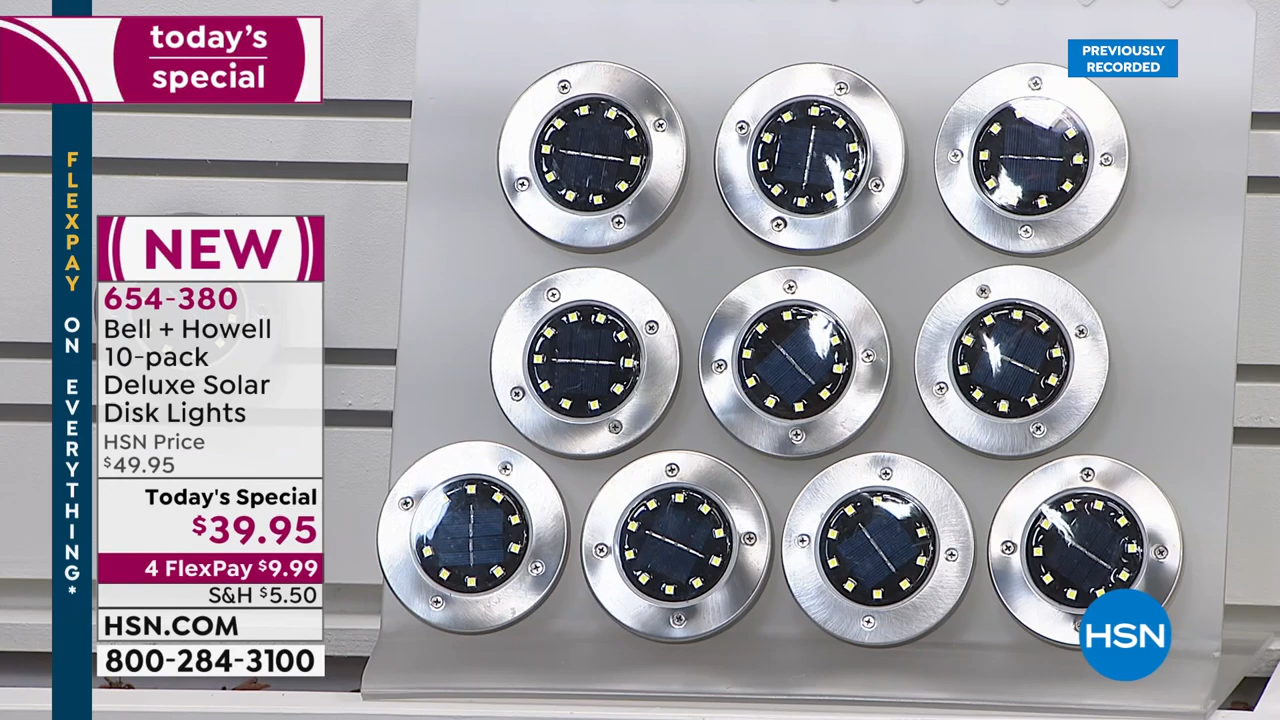 today's
special
PREVIOUSLY
RECORDED
FLEXPAY ON EVERYTHING*
NEW
654-380
Bell + Howell
10-pack
Deluxe Solar
Disk Lights
HSN Price
$49.95
Today's Special
$39.95
4 FlexPay $9.99
S&H $5.50
HSN.COM
800-284-3100
HSN